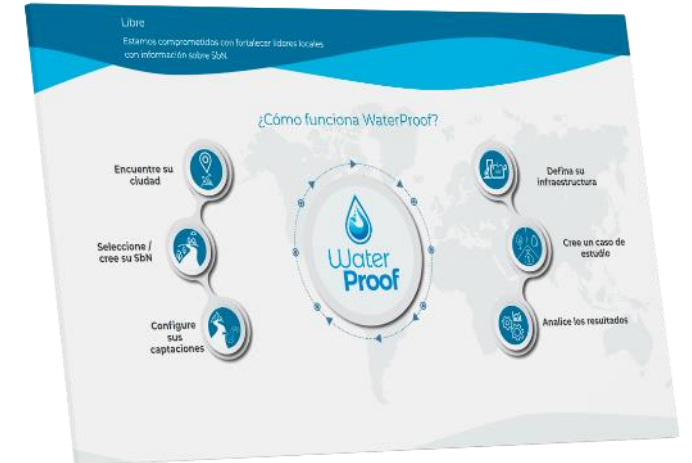 Libre
Estamos comprometidos con fortalecer líderes locales
con información sobre SbN.
¿Cómo funciona WaterProof?
Encuentre su
ciudad
Seleccione /
cree su SbN
Configure
sus
captaciones
Water
Proof
Defina su
infraestructura
Cree un caso de
estudio
Analice los resultados